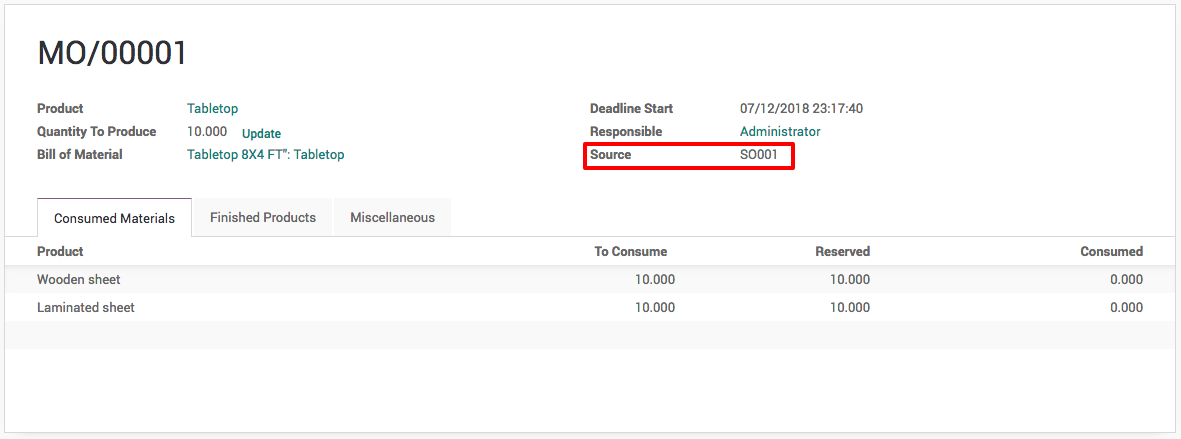 MO/00001
Product Tabletop Deadline Start 07/12/2018 23:17:40
Quantity To Produce 10.000 Update Responsible Administrator
Bill of Material Tabletop 8X4 FT": Tabletop Source SO001
Consumed Materials Finished Products Miscellaneous
Product To Consume Reserved Consumed
Wooden sheet 10.000 10.000 0.000
Laminated sheet 10.000 10.000 0.000